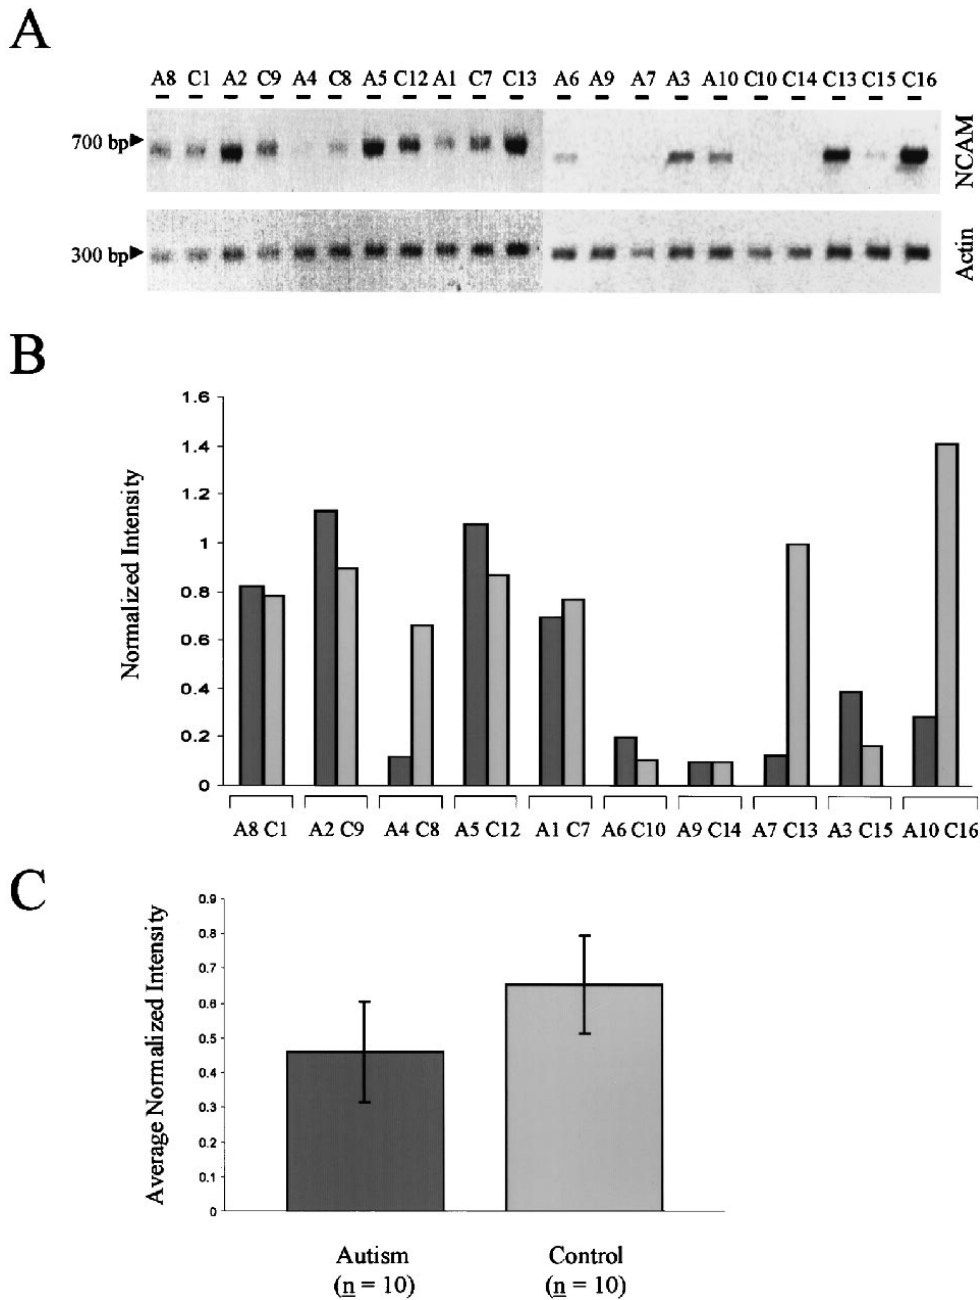 A
A8 C1 A2 C9 A4 C8 A5 C12 A1 C7 C13 A6 A9 A7 A3 A10 C10 C14 C13 C15 C16
700 bp
NCAM
300 bp
Actin
B
Normalized Intensity
1.6
1.4
1.2
1
0.8
0.6
0.4
0.2
0
A8 C1 A2 C9 A4 C8 A5 C12 A1 C7 A6 C10 A9 C14 A7 C13 A3 C15 A10 C16
C
Average Normalized Intensity
0.9
0.8
0.7
0.6
0.5
0.4
0.3
0.2
0.1
0
Autism Control
(n = 10) (n = 10)